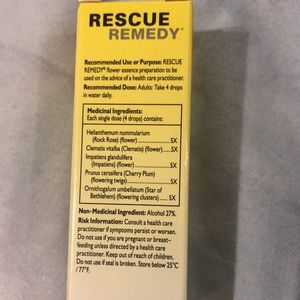 RESCUE
REMEDY®
Recommended Use or Purpose: RESCUE
REMEDY® flower essence preparation to be
used on the advice of a health care practitioner.
Recommended Dose: Adults: Take 4 drops
in water daily.
Medicinal Ingredients:
Each single dose (4 drops) contains:
Helianthemum nummularium
(Rock Rose) (flower)..........5X
Clematis vitalba (Clematis) (flower).....5X
Impatiens glandulifera
(Impatiens) (flower)..........5X
Prunus cerasifera (Cherry Plum)
(flowering twigs)..........5X
Ornithogalum umbellatum (Star of
Bethlehem) (flowering clusters).....5X
Non-Medicinal Ingredient: Alcohol 27%.
Risk Information: Consult a health care
practitioner if symptoms persist or worsen.
Do not use if you are pregnant or breast-
feeding unless directed by a health care
practitioner. Keep out of reach of children.
Do not use if seal is broken. Store below 25°C
/ 77°F.